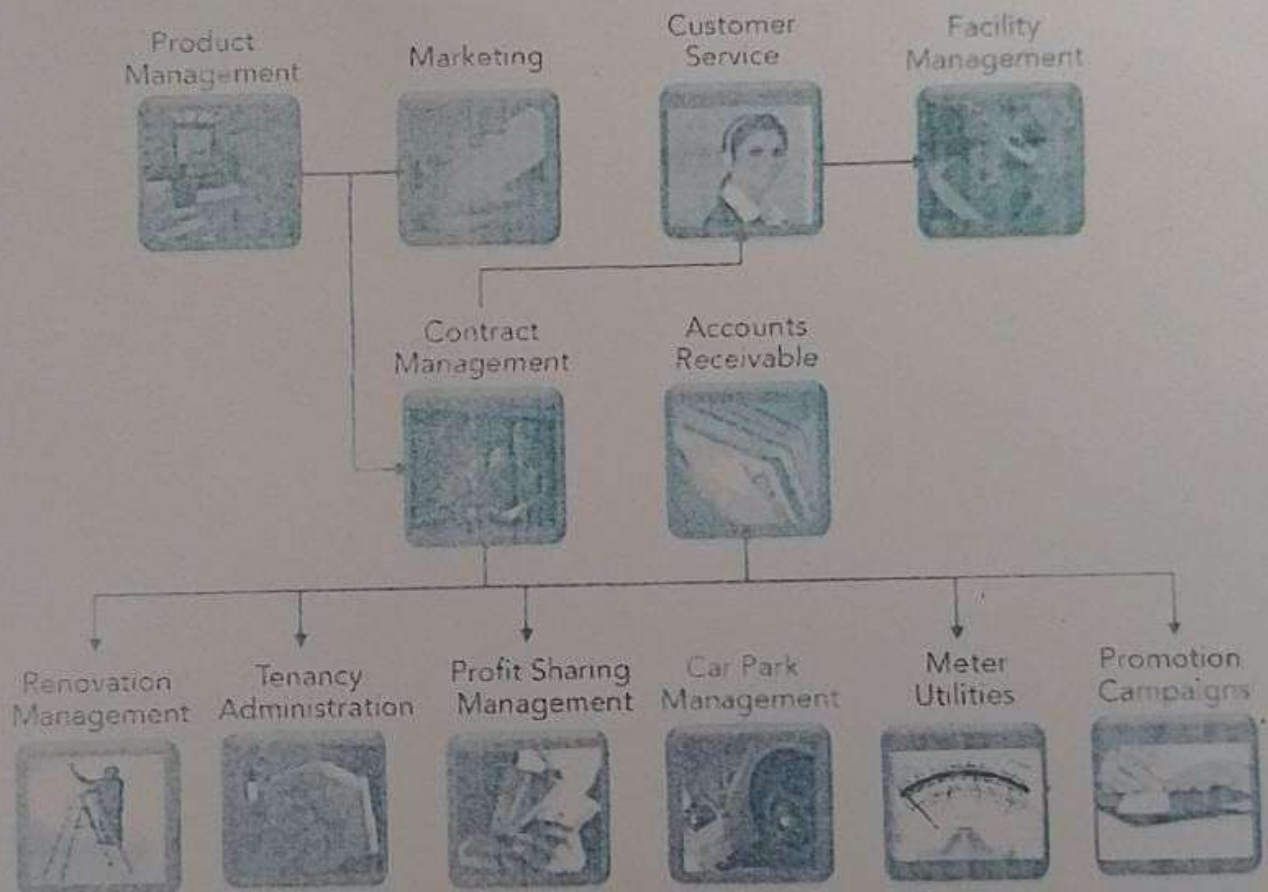 Product
Management
Marketing
Customer
Service
Facility
Management
Contract
Management
Accounts
Receivable
Renovation
Management
Tenancy
Administration
Profit Sharing
Management
Car Park
Management
Meter
Utilities
Promotion
Campaigns